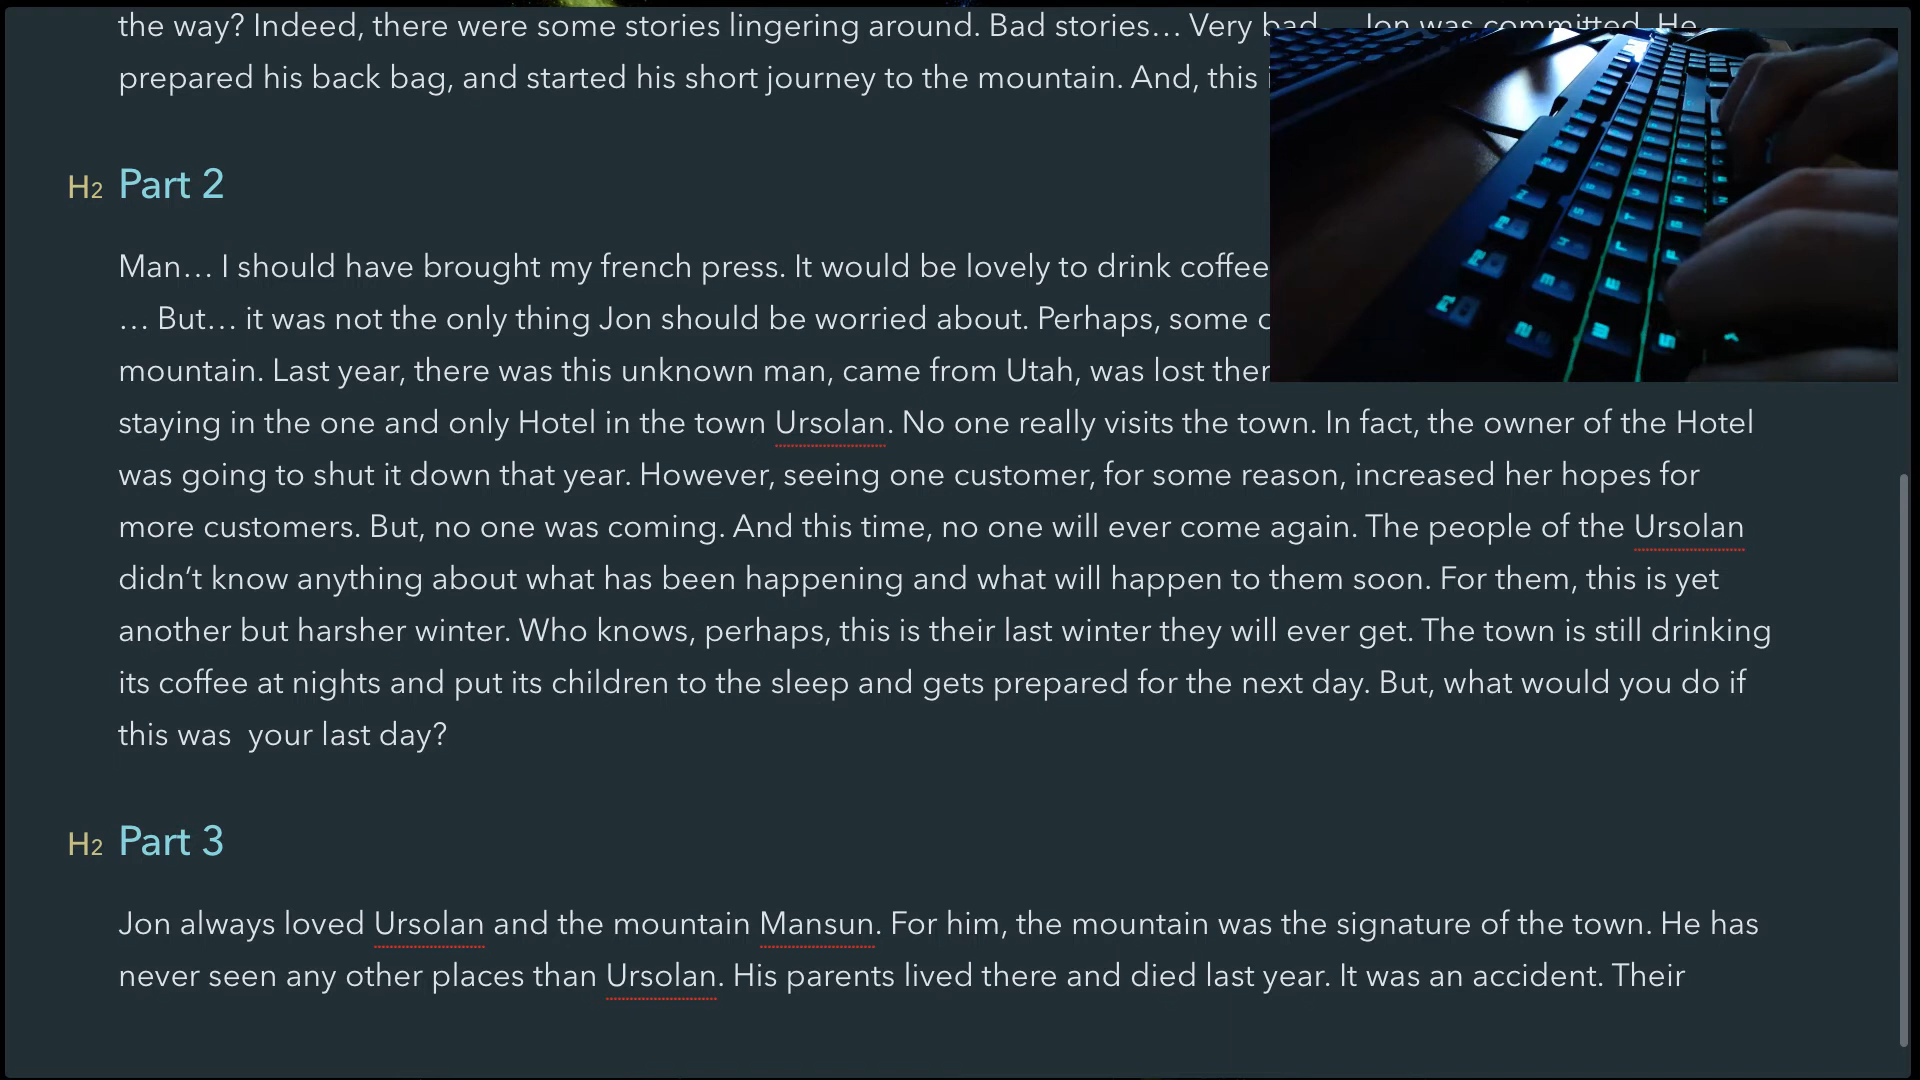 the way? Indeed, there were some stories lingering around. Bad stories… Very bad… Jon was committed. He
prepared his back bag, and started his short journey to the mountain. And, this
H2 Part 2
Man… I should have brought my french press. It would be lovely to drink coffee
… But… it was not the only thing Jon should be worried about. Perhaps, some
mountain. Last year, there was this unknown man, came from Utah, was lost
staying in the one and only Hotel in the town Ursolan. No one really visits the town. In fact, the owner of the Hotel
was going to shut it down that year. However, seeing one customer, for some reason, increased her hopes for
more customers. But, no one was coming. And this time, no one will ever come again. The people of the Ursolan
didn’t know anything about what has been happening and what will happen to them soon. For them, this is yet
another but harsher winter. Who knows, perhaps, this is their last winter they will ever get. The town is still drinking
its coffee at nights and put its children to the sleep and gets prepared for the next day. But, what would you do if
this was  your last day?
H2 Part 3
Jon always loved Ursolan and the mountain Mansun. For him, the mountain was the signature of the town. He has
never seen any other places than Ursolan. His parents lived there and died last year. It was an accident. Their